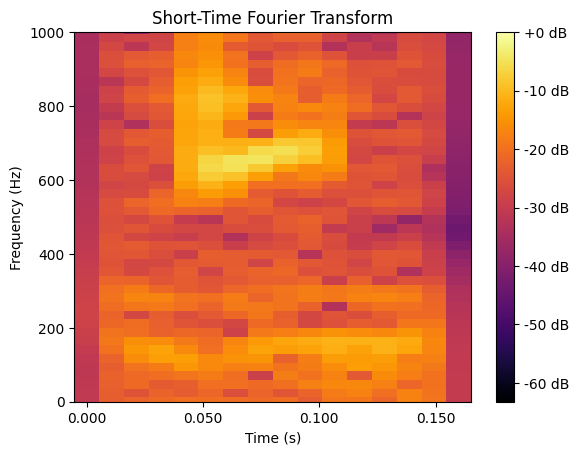 Short-Time Fourier Transform
1000
800
600
400
200
0
Frequency (Hz)
0.000
0.050
0.100
0.150
Time (s)
+0 dB
-10 dB
-20 dB
-30 dB
-40 dB
-50 dB
-60 dB